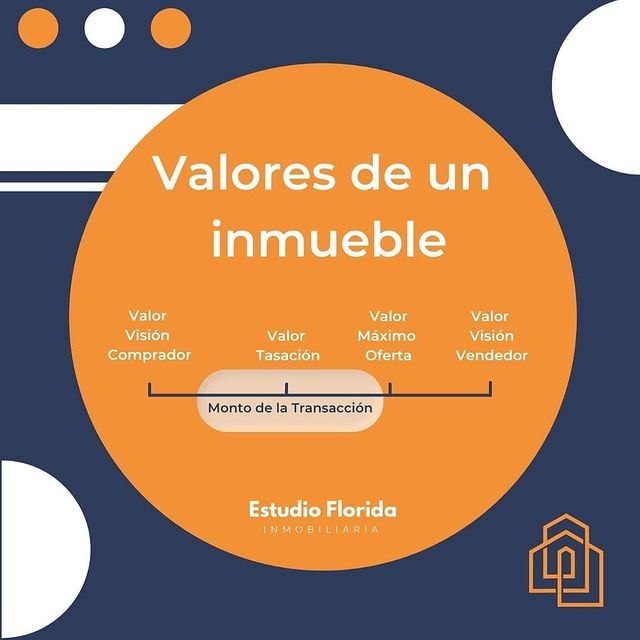 Valores de un
inmueble
Valor
Visión
Comprador
Valor
Tasación
Valor
Máximo
Oferta
Valor
Visión
Vendedor
Monto de la Transacción
Estudio Florida
INMOBILIARIA